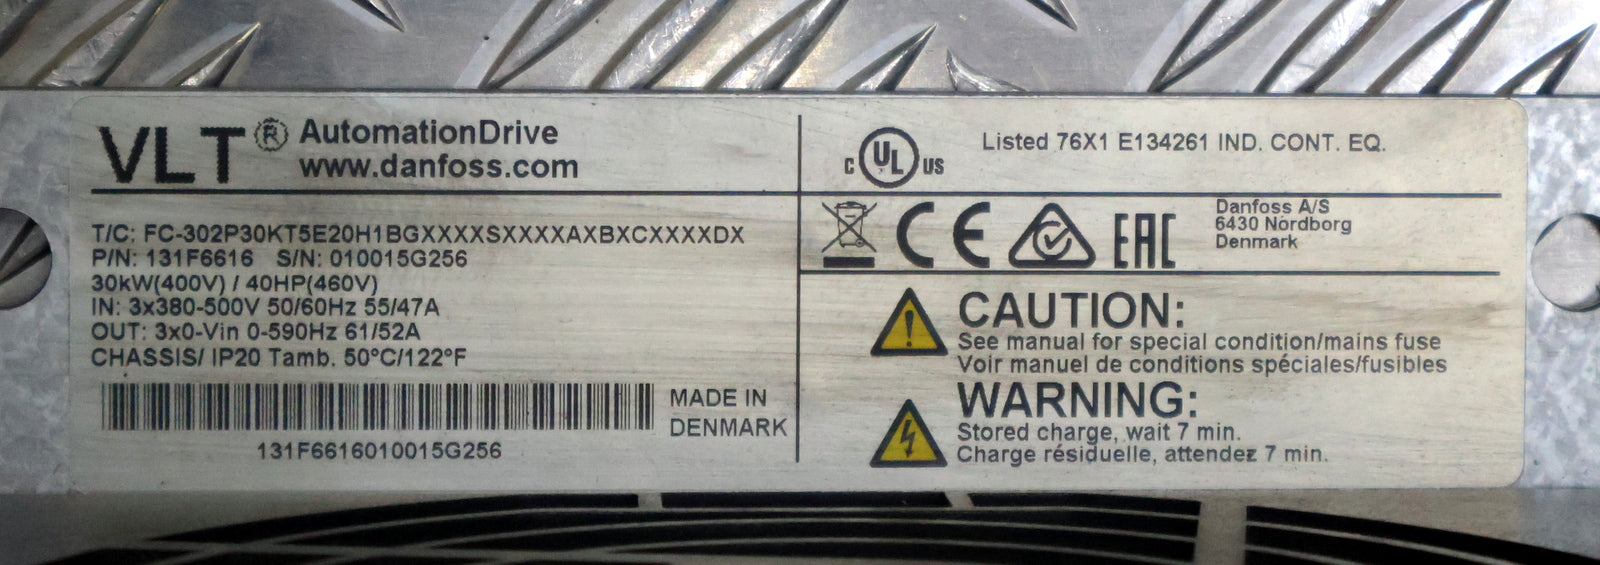 VLT® AutomationDrive
www.danfoss.com
T/C: FC-302P30KT5E20H1BGXXXXSXXXXAXBXCXXXXDX
P/N: 131F6616 S/N: 010015G256
30kW(400V) / 40HP(460V)
IN: 3x380-500V 50/60Hz 55/47A
OUT: 3x0-Vin 0-590Hz 61/52A
CHASSIS/ IP20 Tamb. 50°C/122°F
MADE IN
DENMARK
131F6616010015G256
C UL US
Listed 76X1 E134261 IND. CONT. EQ.
CE
EAC
Danfoss A/S
6430 Nordborg
Denmark
CAUTION:
See manual for special condition/mains fuse
Voir manuel de conditions spéciales/fusibles
WARNING:
Stored charge, wait 7 min.
Charge résiduelle, attendez 7 min.